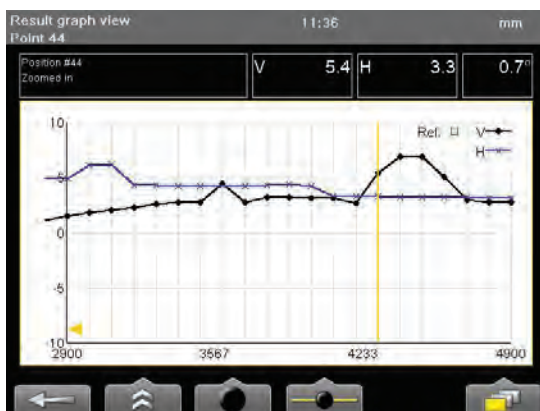 Result graph view 11:36 mm
Point 44
Position #44
Zoomed in
V 5.4 H 3.3 0.7°
10
Ref. V
H
5
0
-5
-10
2900 3567 4233 4900